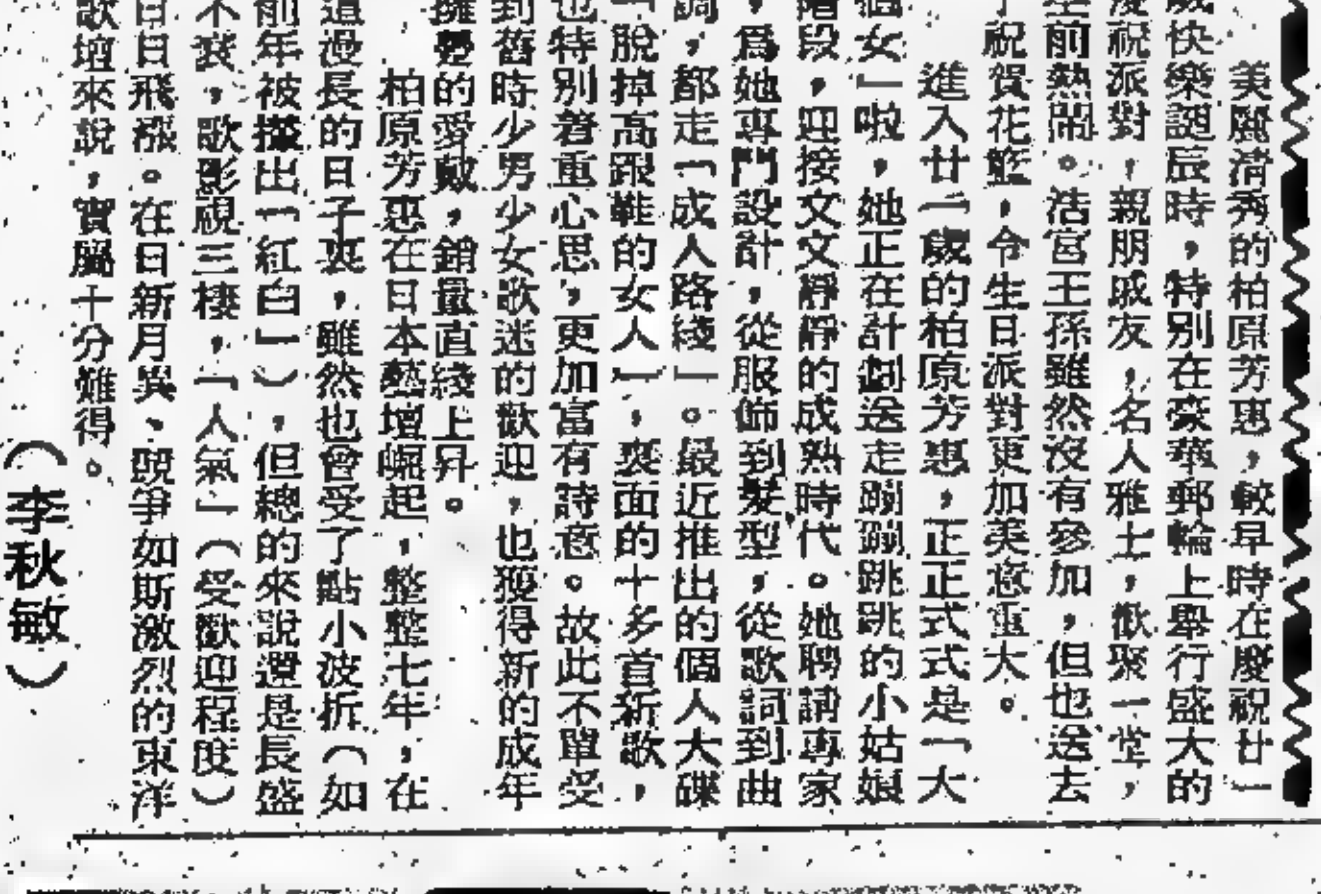 美麗清秀的柏原芳惠，較早時在慶祝廿一
歲快樂誕辰時，特別在豪華郵輪上舉行盛大的
慶祝派對，親朋戚友，名人雅士，歡聚一堂，
空前熱鬧。浩宮王孫雖然沒有參加，但也送去
了祝賀花籃，令生日派對更加美意重大。
進入廿一歲的柏原芳惠，正正式式是「大
個女」啦，她正在計劃送走蹦蹦跳跳的小姑娘
階段，迎接文文靜靜的成熟時代。她聘請專家
，爲她專門設計，從服飾到髮型，從歌詞到曲
調，都走「成人路綫」。最近推出的個人大碟
「脫掉高跟鞋的女人」，裏面的十多首新歌，
也特別着重心思，更加富有詩意。故此不單受
到舊時少男少女歌迷的歡迎，也獲得新的成年
擁躉的愛戴，銷量直綫上昇。
柏原芳惠在日本藝壇崛起，整整七年，在
這漫長的日子裏，雖然也曾受了點小波折（如
前年被攆出「紅白」），但總的來說還是長盛
不衰，歌影視三棲，「人氣」（受歡迎程度）
日日飛漲。在日新月異、競爭如斯激烈的東洋
歌壇來說，實屬十分難得。
（李秋敏）